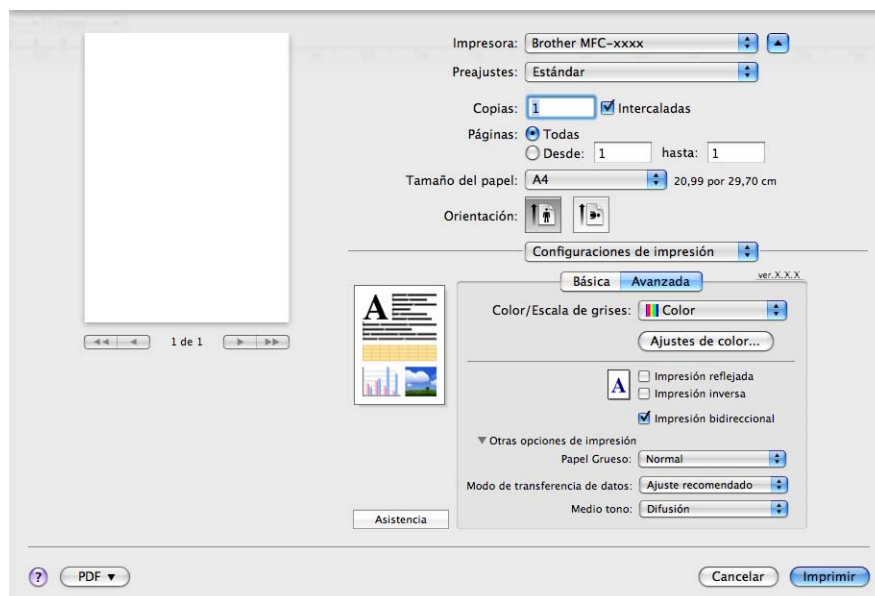 Impresora: Brother MFC-xxxx
Preajustes: Estándar
Copias: 1 Intercaladas
Páginas: Todas
Desde: 1 hasta: 1
Tamaño del papel: A4 20,99 por 29,70 cm
Orientación:
Configuraciones de impresión
ver.X.X.X
Básica Avanzada
Color/Escala de grises: Color
Ajustes de color...
A
1 de 1
A
Impresión reflejada
Impresión inversa
Impresión bidireccional
Otras opciones de impresión
Papel Grueso: Normal
Modo de transferencia de datos: Ajuste recomendado
Medio tono: Difusión
Asistencia
? PDF Cancelar Imprimir